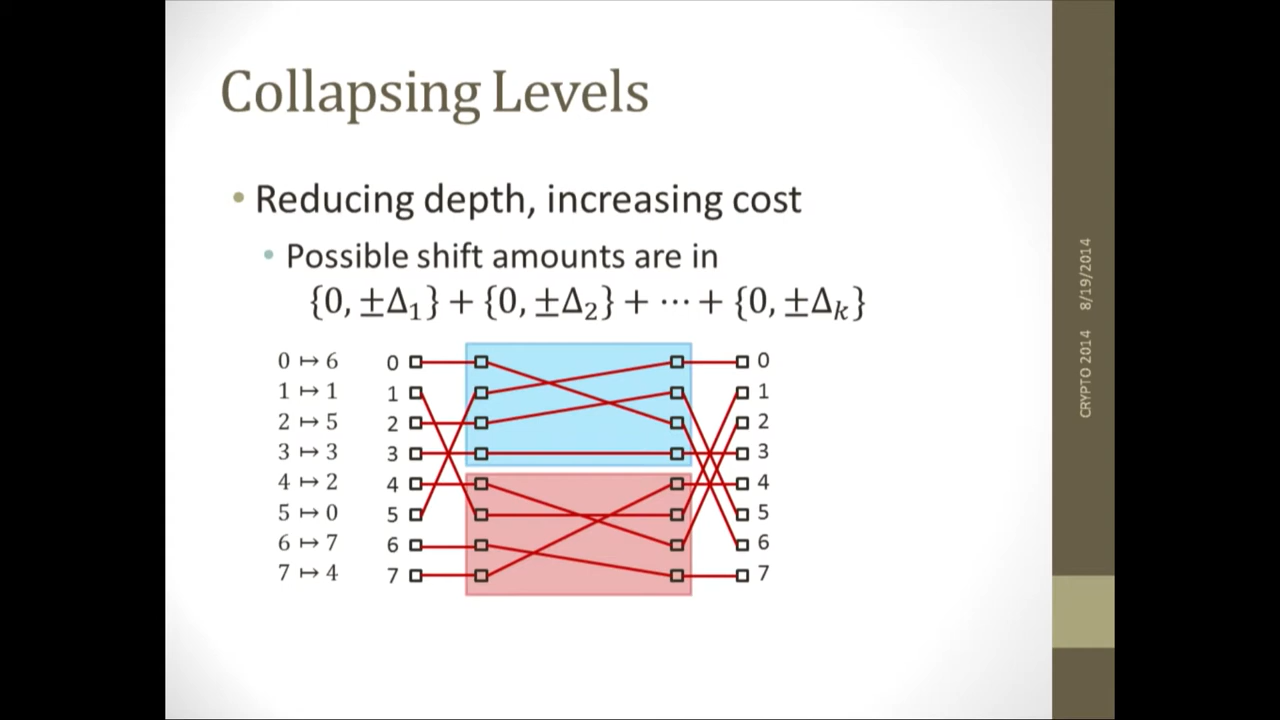 Collapsing Levels
• Reducing depth, increasing cost
• Possible shift amounts are in
{0, ±Δ₁} + {0, ±Δ₂} + ⋯ + {0, ±Δₖ}
0 ↦ 6 0 0
1 ↦ 1 1 1
2 ↦ 5 2 2
3 ↦ 3 3 3
4 ↦ 2 4 4
5 ↦ 0 5 5
6 ↦ 7 6 6
7 ↦ 4 7 7
CRYPTO 2014 8/19/2014